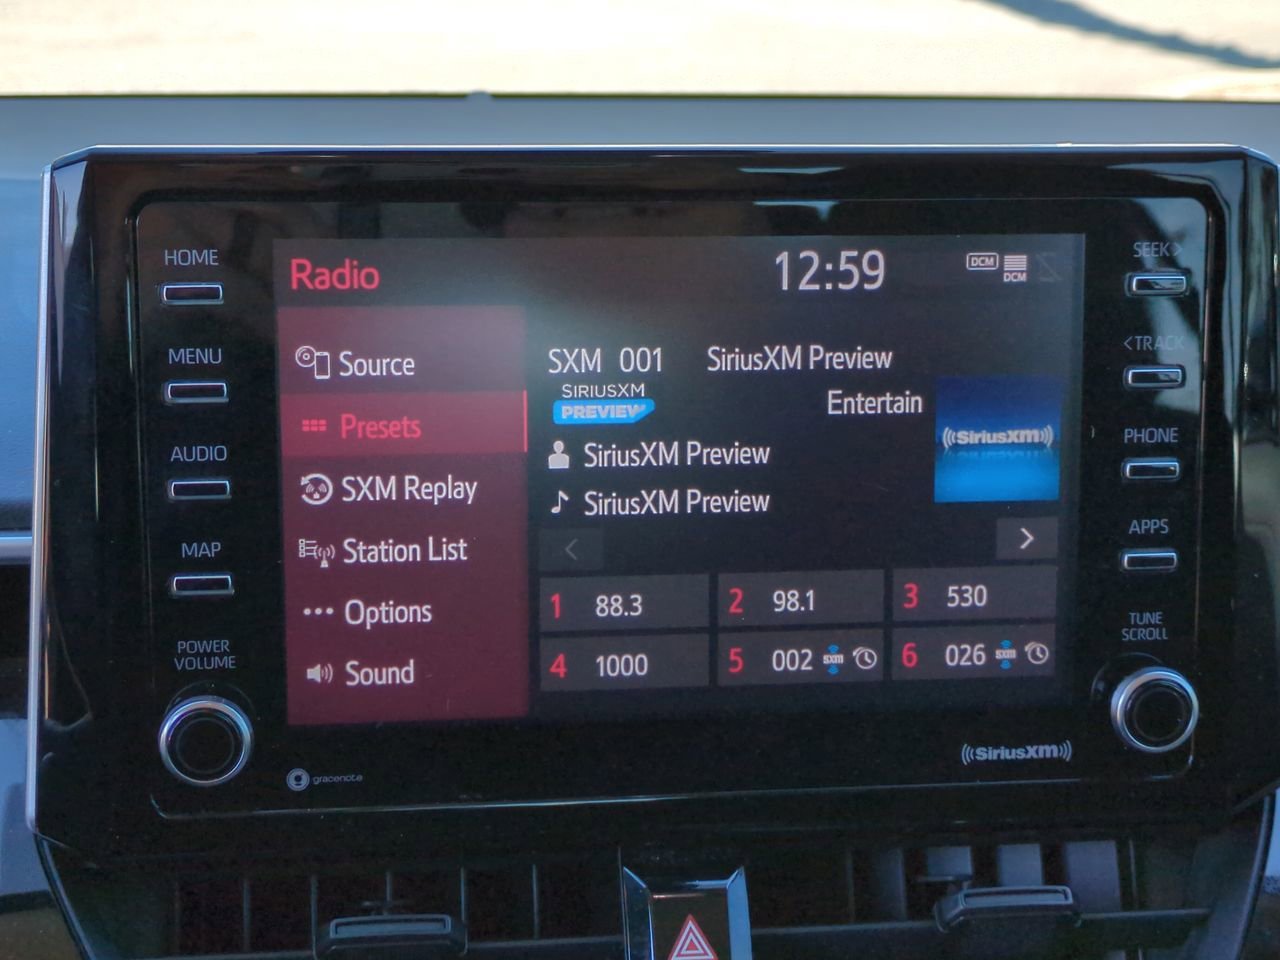 HOME
MENU
AUDIO
MAP
POWER
VOLUME
Radio
12:59
DCM
DCM
Source
Presets
SXM Replay
Station List
Options
Sound
SXM 001 SiriusXM Preview
SIRIUSXM
PREVIEW
Entertain
SiriusXM
SiriusXM Preview
SiriusXM Preview
1 88.3
2 98.1
3 530
4 1000
5 002 SXM
6 026 SXM
SEEK>
<TRACK
PHONE
APPS
TUNE
SCROLL
gracenote
SiriusXM